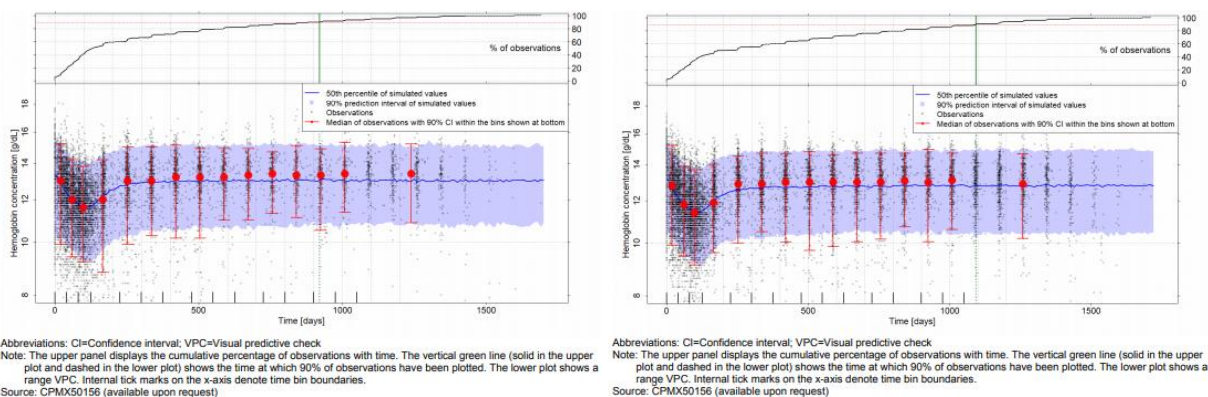 100
80
60
40
20
0
% of observations
50th percentile of simulated values
90% prediction interval of simulated values
Observations
Median of observations with 90% CI within the bins shown at bottom
Hemoglobin concentration [g/dL]
18
16
14
12
10
8
0
500
1000
1500
Time [days]
Abbreviations: CI=Confidence interval; VPC=Visual predictive check
Note: The upper panel displays the cumulative percentage of observations with time. The vertical green line (solid in the upper
plot and dashed in the lower plot) shows the time at which 90% of observations have been plotted. The lower plot shows a
range VPC. Internal tick marks on the x-axis denote time bin boundaries.
Source: CPMX50156 (available upon request)
100
80
60
40
20
0
% of observations
50th percentile of simulated values
90% prediction interval of simulated values
Observations
Median of observations with 90% CI within the bins shown at bottom
Hemoglobin concentration [g/dL]
18
16
14
12
10
8
0
500
1000
1500
Time [days]
Abbreviations: CI=Confidence interval; VPC=Visual predictive check
Note: The upper panel displays the cumulative percentage of observations with time. The vertical green line (solid in the upper
plot and dashed in the lower plot) shows the time at which 90% of observations have been plotted. The lower plot shows a
range VPC. Internal tick marks on the x-axis denote time bin boundaries.
Source: CPMX50156 (available upon request)